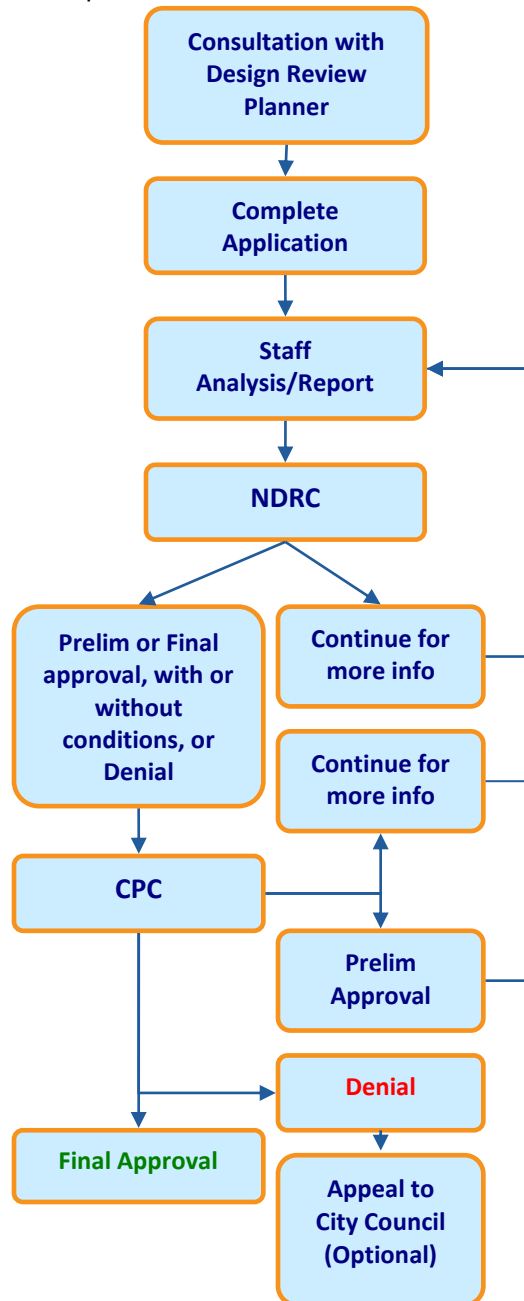 Consultation with
Design Review
Planner
Complete
Application
Staff
Analysis/Report
NDRC
Prelim or Final
approval, with or
without
conditions, or
Denial
Continue for
more info
Continue for
more info
CPC
Prelim
Approval
Denial
Final Approval
Appeal to
City Council
(Optional)